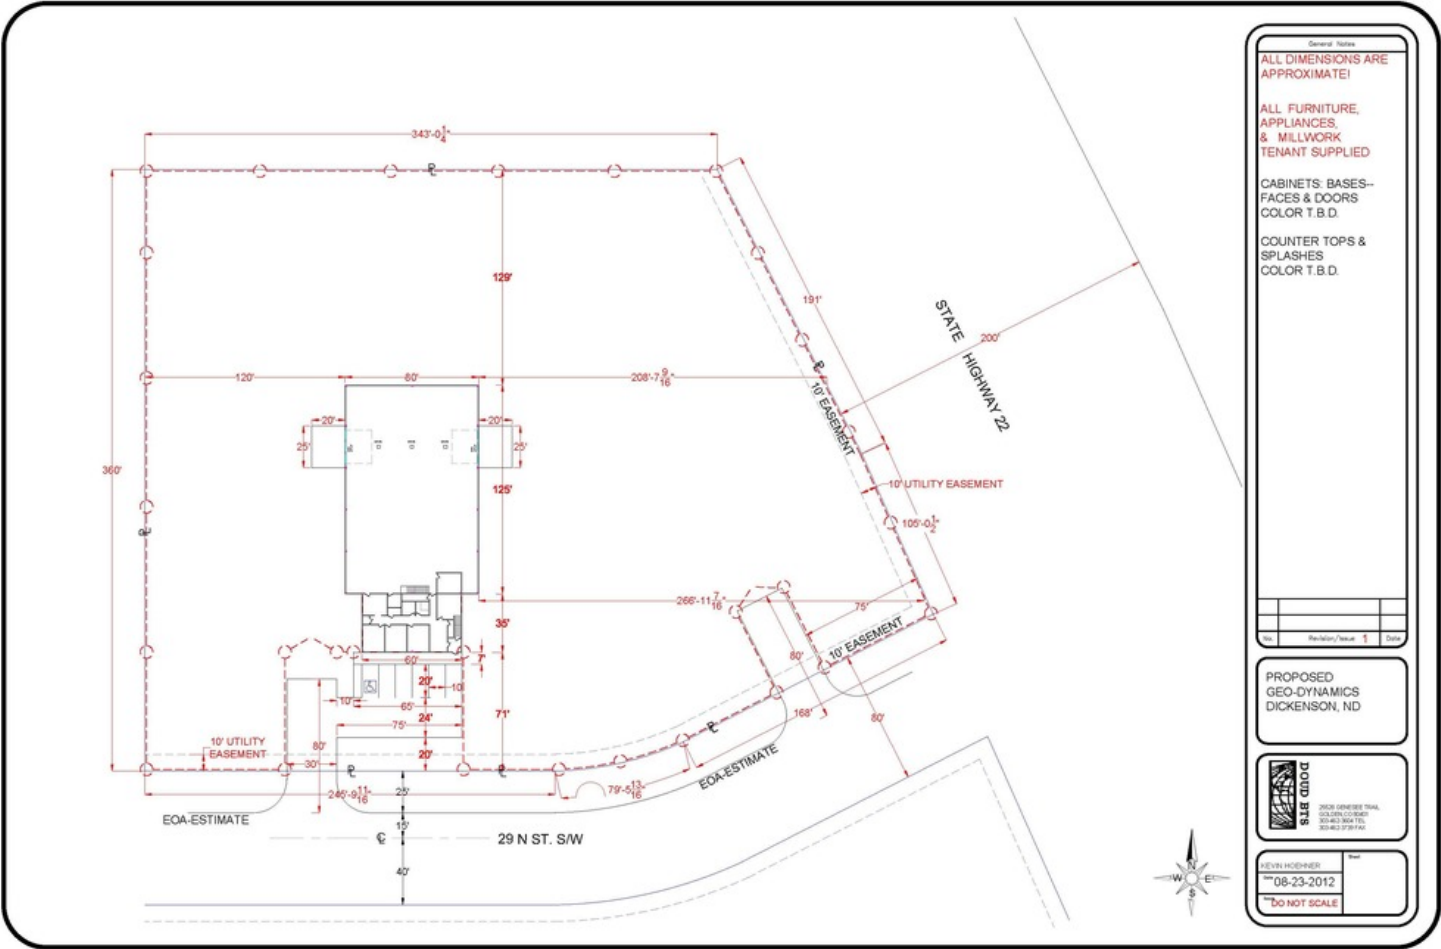 343'-0 1/4"
℄
129'
191'
STATE HIGHWAY 22
200'
120'
80'
208'-7 9/16"
10' EASEMENT
20'
20'
25'
25'
360'
125'
10' UTILITY EASEMENT
105'-0 1/2"
266'-11 7/16"
35'
75'
10' EASEMENT
60'
7'
80'
20'
10'
10'
65'
71'
168'
80'
24'
75'
10' UTILITY
EASEMENT
80'
20'
30'
EOA-ESTIMATE
25'
79'-5 13/16"
EOA-ESTIMATE
15'
29 N ST. S/W
40'
N
W E
S
General Notes
ALL DIMENSIONS ARE
APPROXIMATE!
ALL FURNITURE,
APPLIANCES,
& MILLWORK
TENANT SUPPLIED
CABINETS: BASES--
FACES & DOORS
COLOR T.B.D.
COUNTER TOPS &
SPLASHES
COLOR T.B.D.
No. Revision/Issue 1 Date
PROPOSED
GEO-DYNAMICS
DICKENSON, ND
DOUD BTS
GENESEE TRAIL
KEVIN HOEHNER
Sheet
Date 08-23-2012
DO NOT SCALE